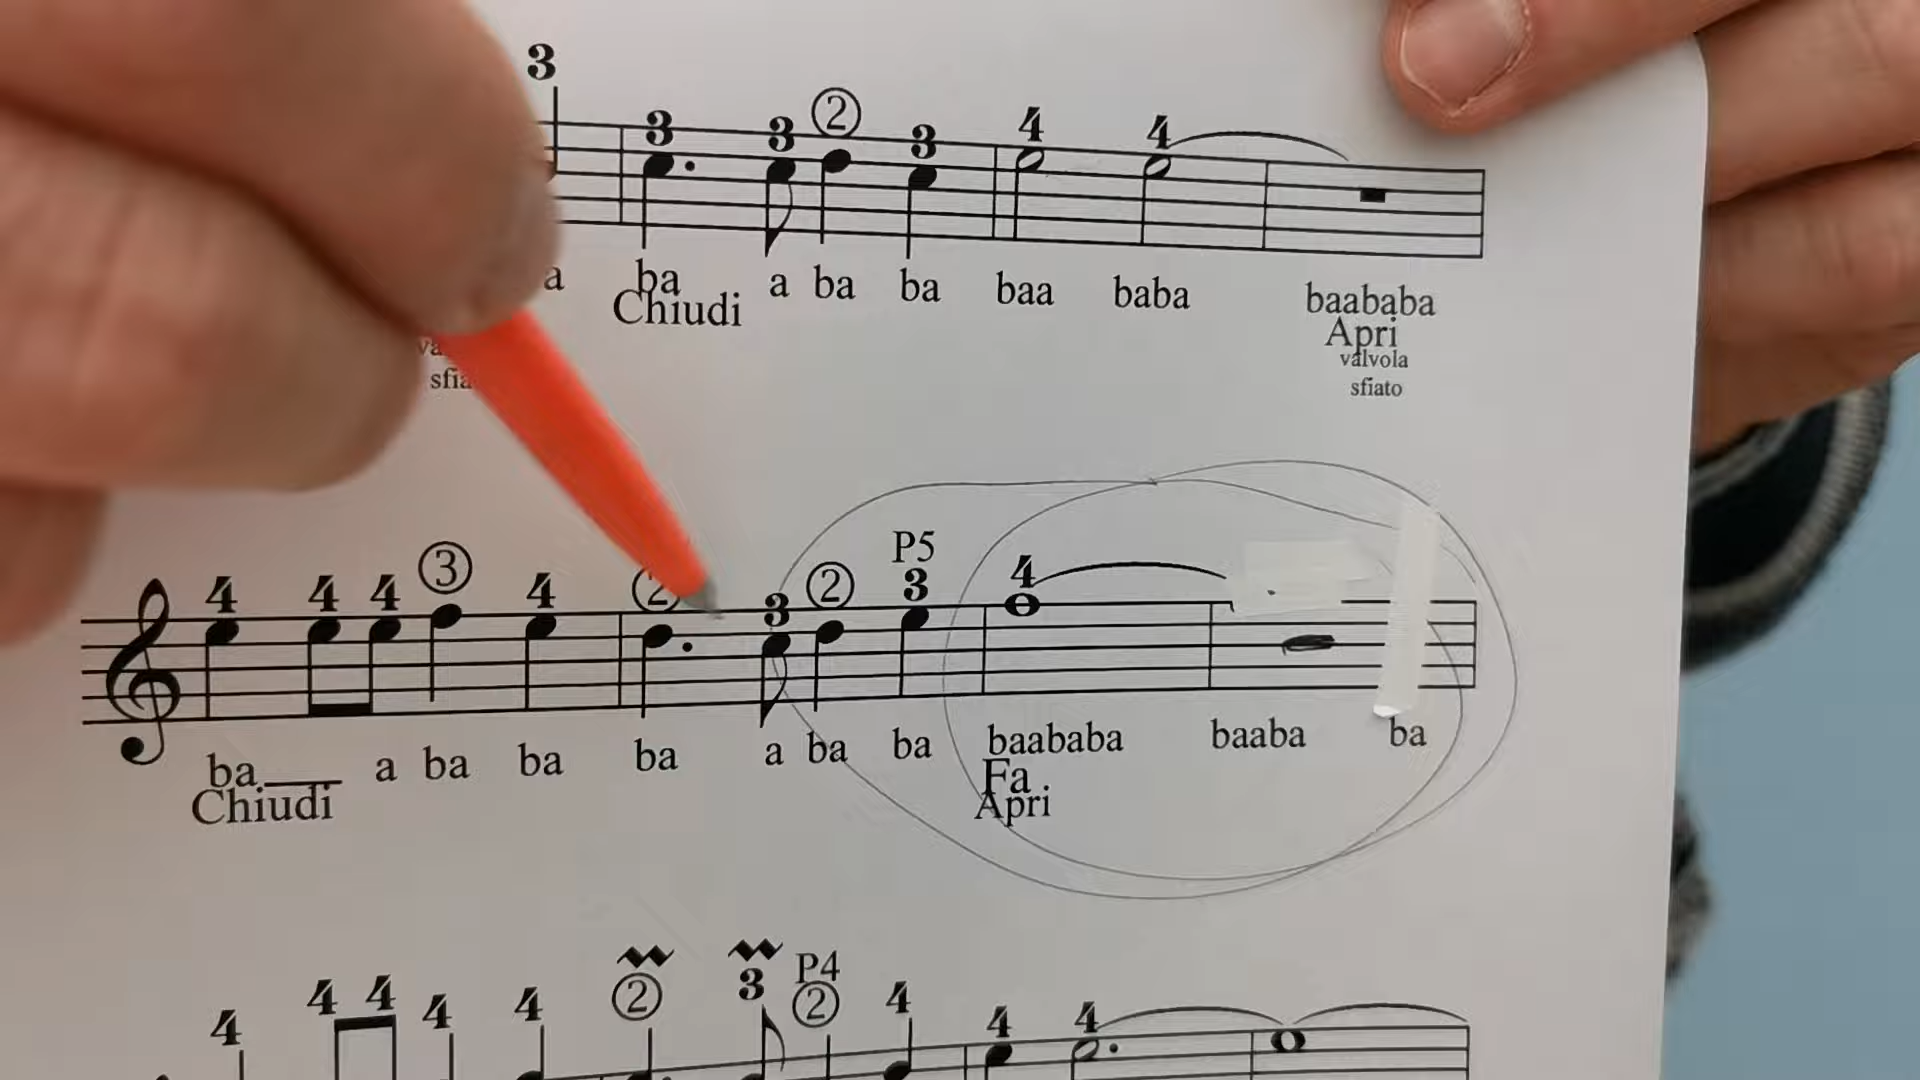 3 3 3 ② 3 4 4
a ba a ba ba baa baba baababa
Chiudi Apri
valvola
sfiato
4 4 4 ③ 4 ② 3 ② P5 3 4
ba___ a ba ba ba a ba ba baababa baaba ba
Chiudi Fa
Apri
4 4 4 4 4 ② 3 P4 ② 4 4 4